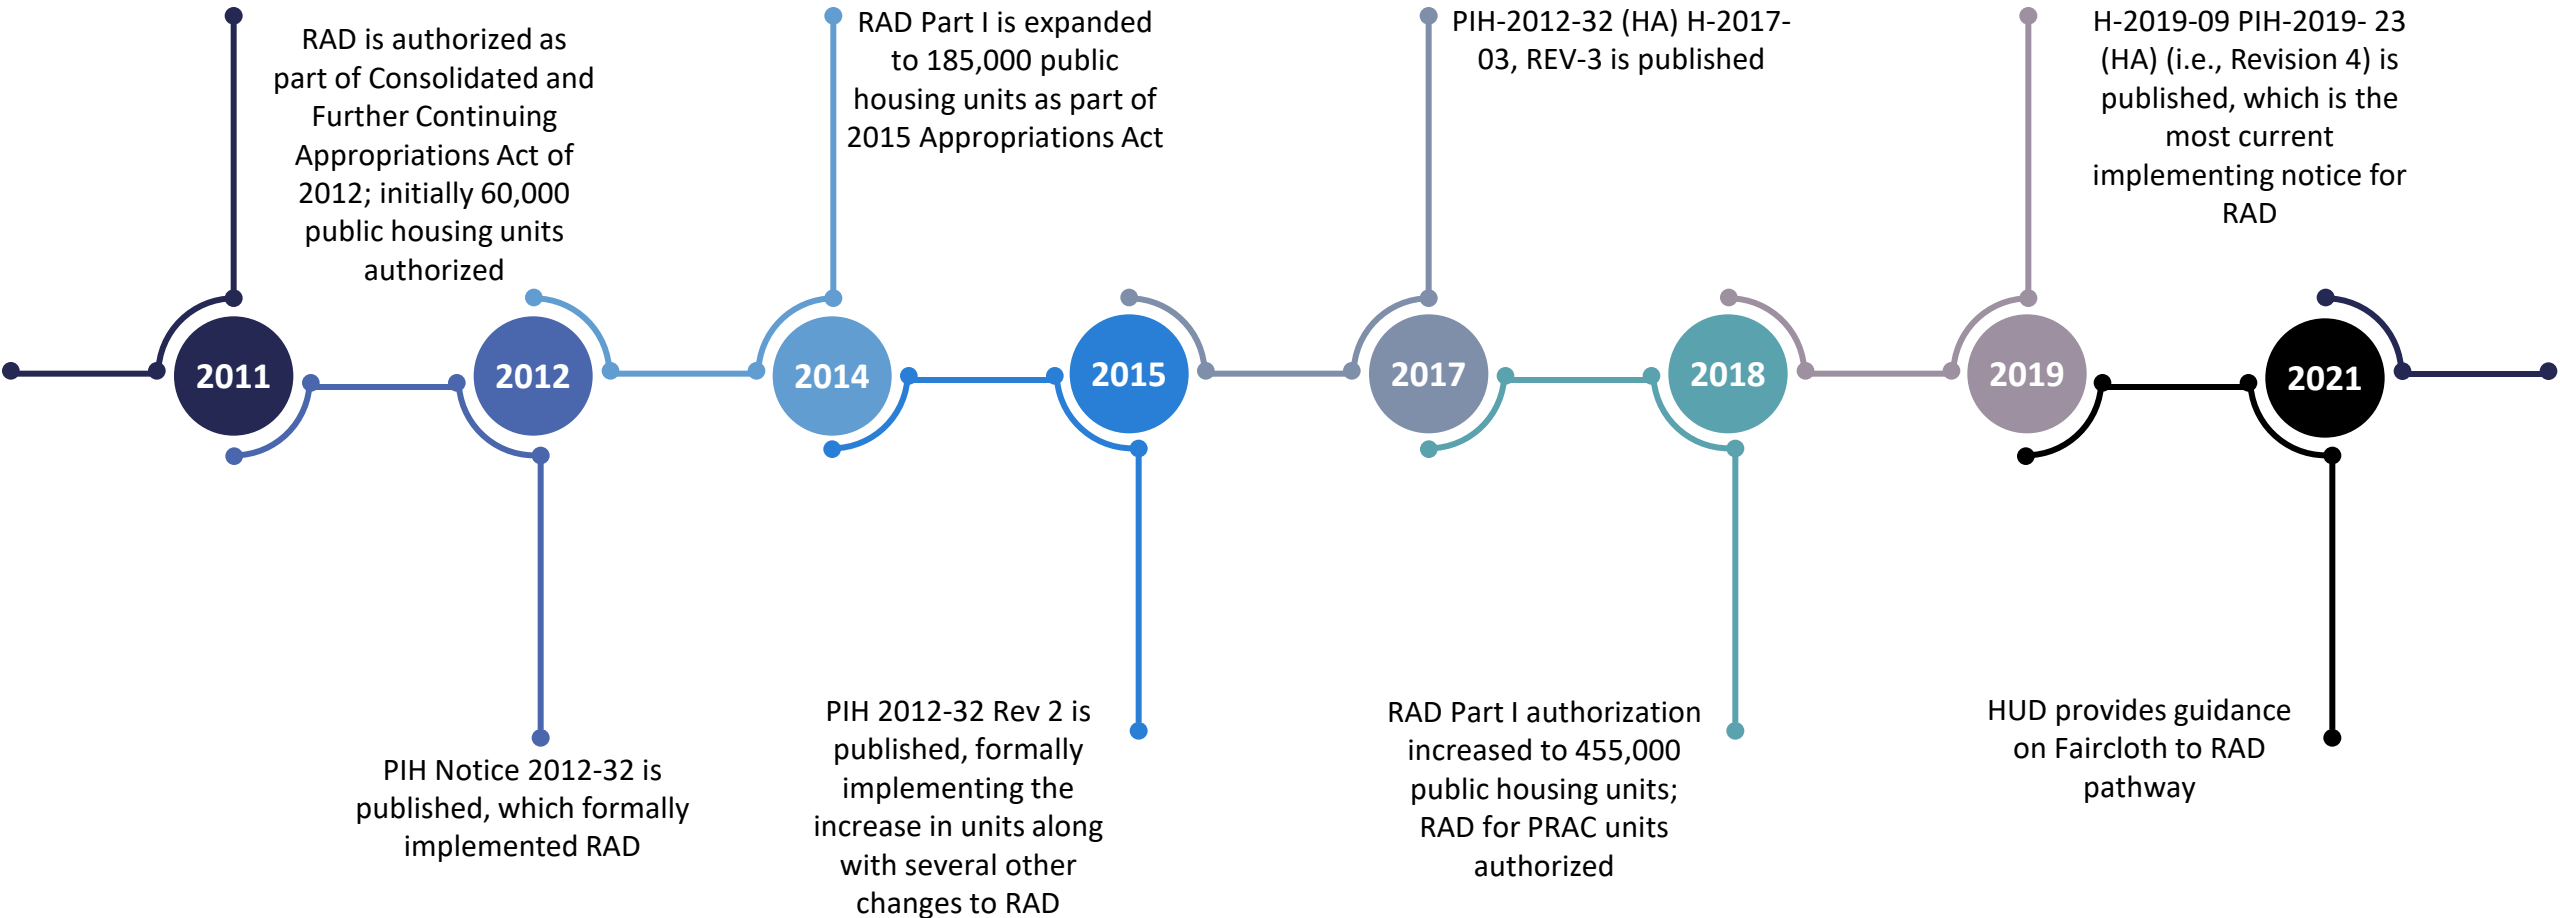 RAD is authorized as
part of Consolidated and
Further Continuing
Appropriations Act of
2012; initially 60,000
public housing units
authorized
RAD Part I is expanded
to 185,000 public
housing units as part of
2015 Appropriations Act
PIH-2012-32 (HA) H-2017-
03, REV-3 is published
H-2019-09 PIH-2019- 23
(HA) (i.e., Revision 4) is
published, which is the
most current
implementing notice for
RAD
2011
2012
2014
2015
2017
2018
2019
2021
PIH Notice 2012-32 is
published, which formally
implemented RAD
PIH 2012-32 Rev 2 is
published, formally
implementing the
increase in units along
with several other
changes to RAD
RAD Part I authorization
increased to 455,000
public housing units;
RAD for PRAC units
authorized
HUD provides guidance
on Faircloth to RAD
pathway